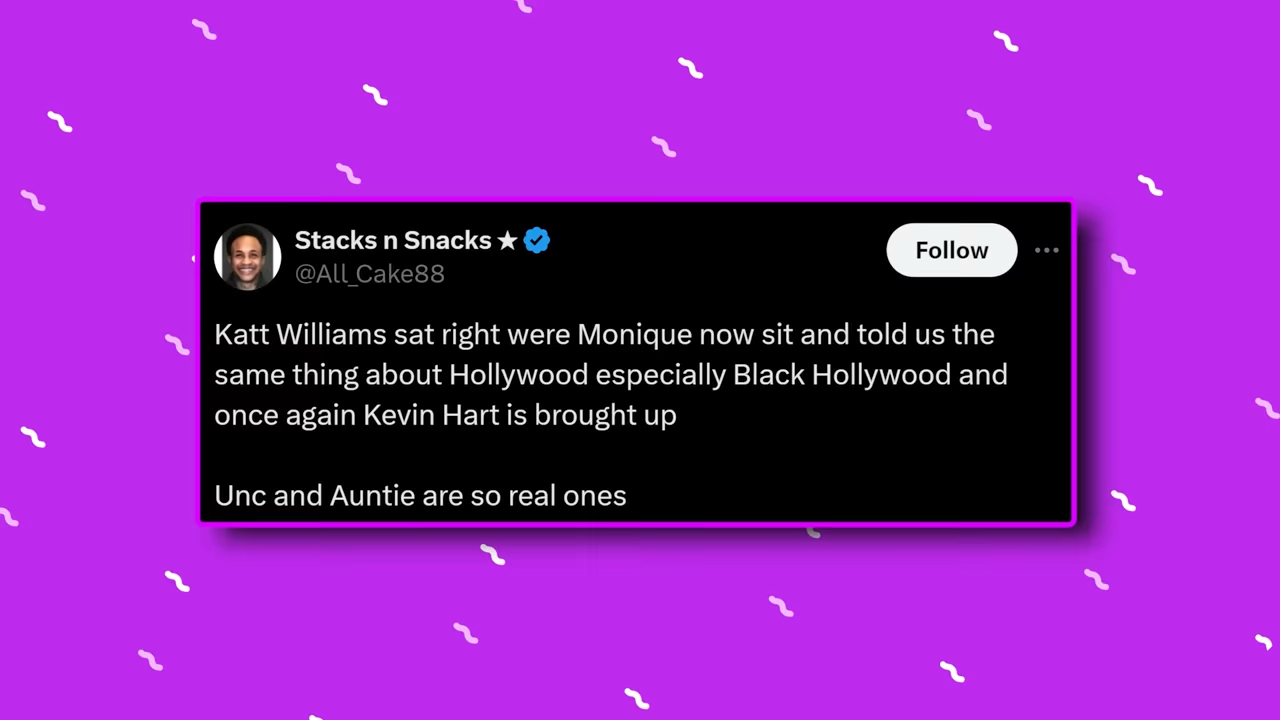 Stacks n Snacks ★
@All_Cake88
Follow
Katt Williams sat right were Monique now sit and told us the
same thing about Hollywood especially Black Hollywood and
once again Kevin Hart is brought up
Unc and Auntie are so real ones